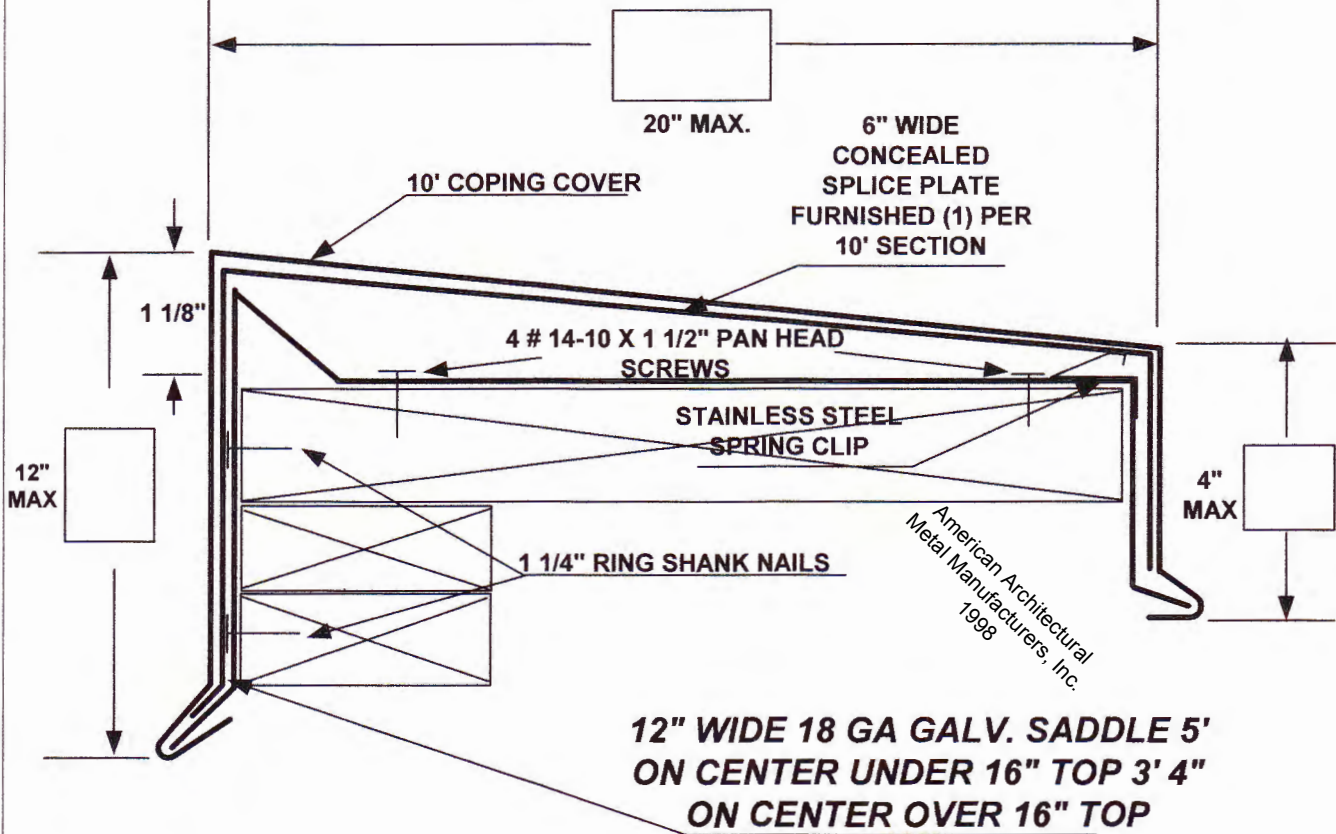 20" MAX.
6" WIDE
CONCEALED
SPLICE PLATE
FURNISHED (1) PER
10' SECTION
10' COPING COVER
1 1/8"
4 # 14-10 X 1 1/2" PAN HEAD
SCREWS
STAINLESS STEEL
SPRING CLIP
12"
MAX
4"
MAX
1 1/4" RING SHANK NAILS
American Architectural
Metal Manufacturers, Inc.
1998
12" WIDE 18 GA GALV. SADDLE 5'
ON CENTER UNDER 16" TOP 3' 4"
ON CENTER OVER 16" TOP